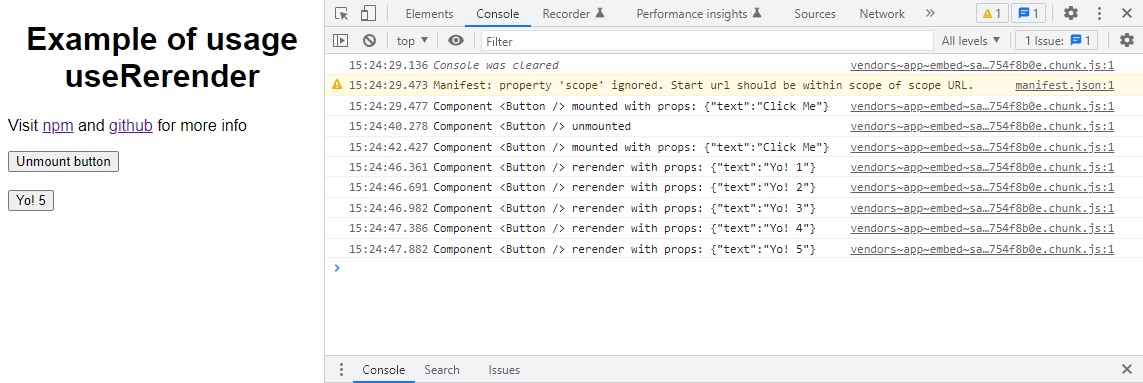 Example of usage
useRerender
Visit npm and github for more info
Unmount button
Yo! 5
Elements Console Recorder Performance insights Sources Network » 1 1
top Filter All levels 1 Issue: 1
15:24:29.136 Console was cleared vendors~app~embed~sa…754f8b0e.chunk.js:1
15:24:29.473 Manifest: property 'scope' ignored. Start url should be within scope of scope URL. manifest.json:1
15:24:29.477 Component <Button /> mounted with props: {"text":"Click Me"} vendors~app~embed~sa…754f8b0e.chunk.js:1
15:24:40.278 Component <Button /> unmounted vendors~app~embed~sa…754f8b0e.chunk.js:1
15:24:42.427 Component <Button /> mounted with props: {"text":"Click Me"} vendors~app~embed~sa…754f8b0e.chunk.js:1
15:24:46.361 Component <Button /> rerender with props: {"text":"Yo! 1"} vendors~app~embed~sa…754f8b0e.chunk.js:1
15:24:46.691 Component <Button /> rerender with props: {"text":"Yo! 2"} vendors~app~embed~sa…754f8b0e.chunk.js:1
15:24:46.982 Component <Button /> rerender with props: {"text":"Yo! 3"} vendors~app~embed~sa…754f8b0e.chunk.js:1
15:24:47.386 Component <Button /> rerender with props: {"text":"Yo! 4"} vendors~app~embed~sa…754f8b0e.chunk.js:1
15:24:47.882 Component <Button /> rerender with props: {"text":"Yo! 5"} vendors~app~embed~sa…754f8b0e.chunk.js:1
Console Search Issues